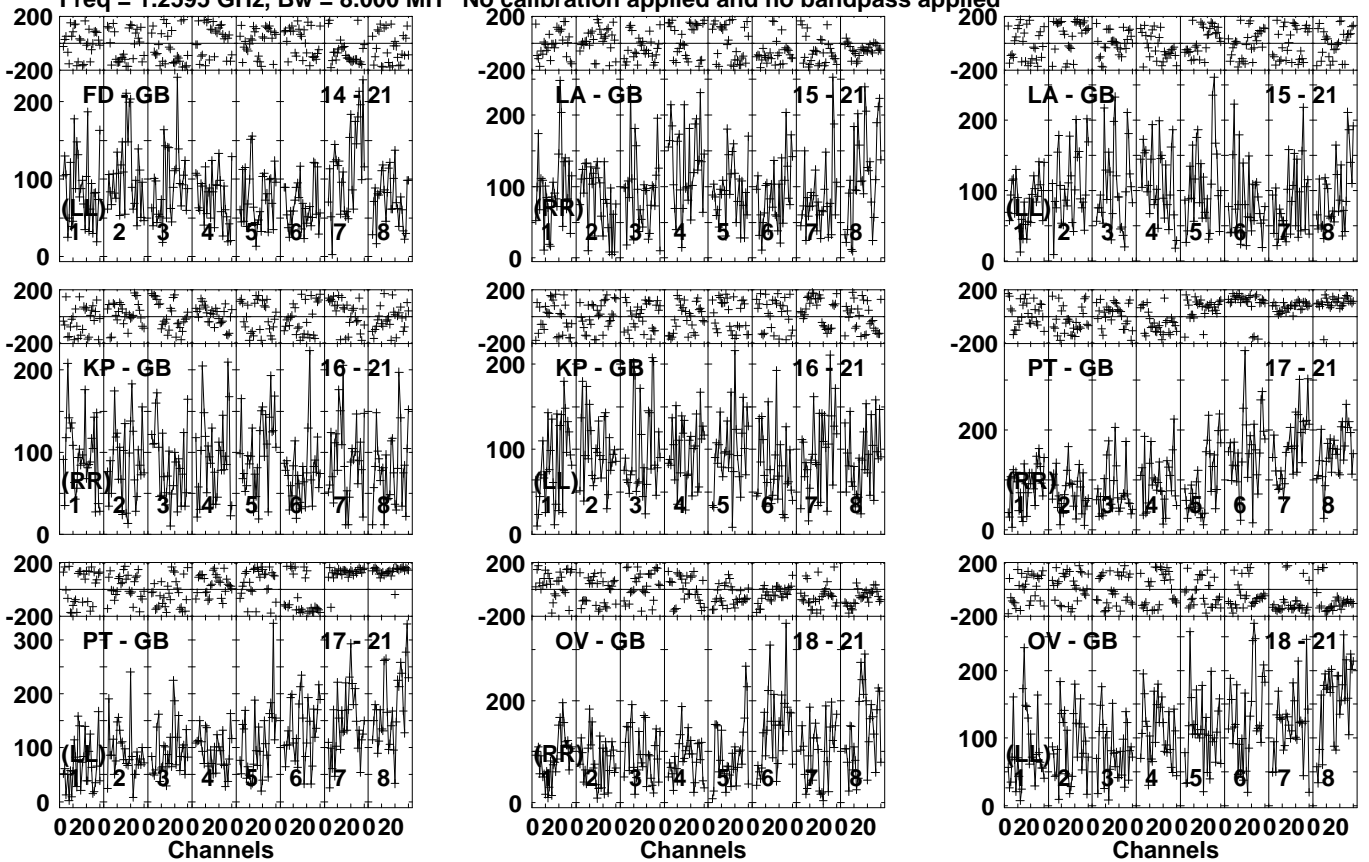 Freq = 1.2595 GHz, Bw = 8.000 MH No calibration applied and no bandpass applied
200 200 200
-200 -200 -200
FD - GB 14 - 21 LA - GB 15 - 21 LA - GB 15 - 21
200 200 200
100 100 100
(LL) (RR) (LL)
1 2 3 4 5 6 7 8 1 2 3 4 5 6 7 8 1 2 3 4 5 6 7 8
0 0 0
200 200 200
-200 -200 -200
KP - GB 16 - 21 KP - GB 16 - 21 PT - GB 17 - 21
200 200 200
100 100 100
(RR) (LL) (RR)
1 2 3 4 5 6 7 8 1 2 3 4 5 6 7 8 1 2 3 4 5 6 7 8
0 0 0
200 200 200
-200 -200 -200
PT - GB 17 - 21 OV - GB 18 - 21 OV - GB 18 - 21
300
200 200 200
100 100 100
(LL) (RR) (LL)
1 2 3 4 5 6 7 8 1 2 3 4 5 6 7 8 1 2 3 4 5 6 7 8
0 0 0
0 20 0 20 0 20 0 20 0 20 0 20 0 20 0 20 0 20 0 20 0 20 0 20 0 20 0 20 0 20 0 20 0 20 0 20 0 20 0 20 0 20 0 20 0 20 0 20
Channels Channels Channels